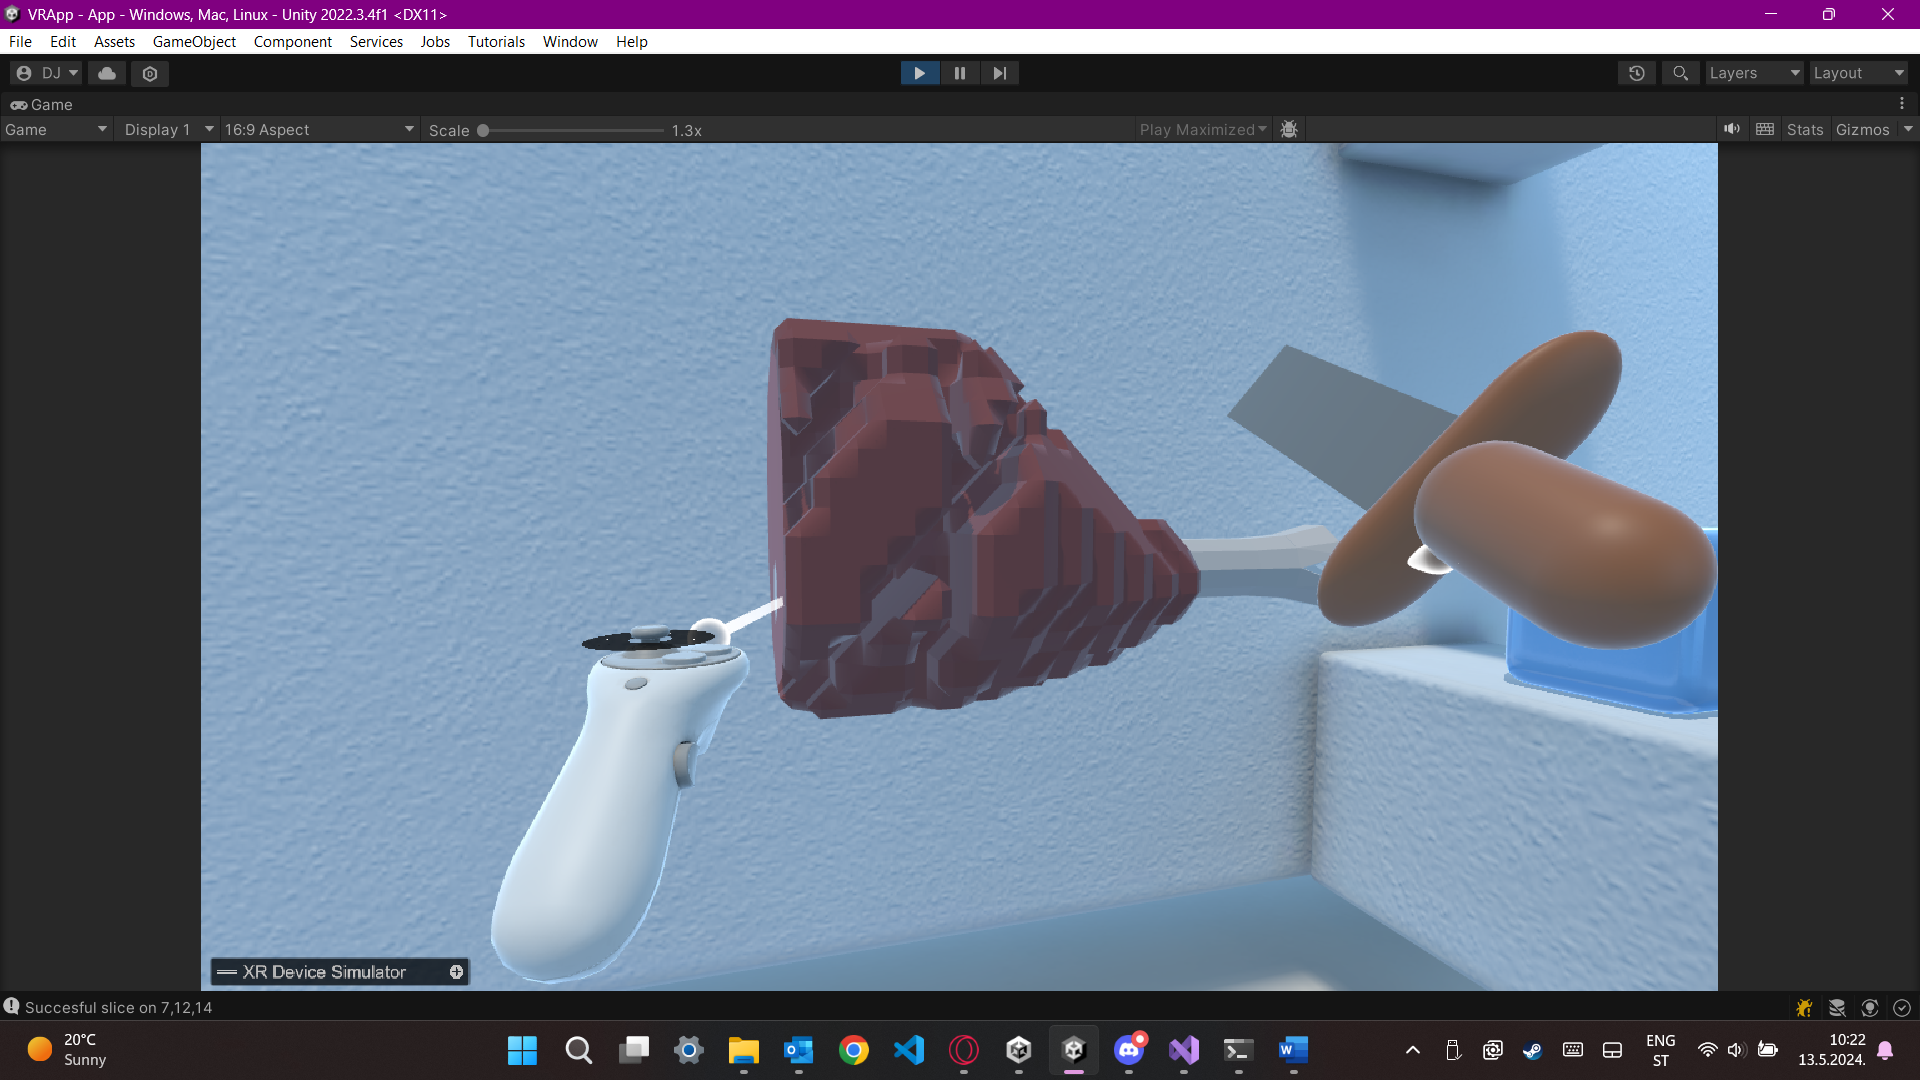 VRApp - App - Windows, Mac, Linux - Unity 2022.3.4f1 <DX11>
File Edit Assets GameObject Component Services Jobs Tutorials Window Help
DJ Layers Layout
Game
Game Display 1 16:9 Aspect Scale 1.3x Play Maximized Stats Gizmos
XR Device Simulator
Succesful slice on 7,12,14
20°C
Sunny
ENG
ST
10:22
13.5.2024.